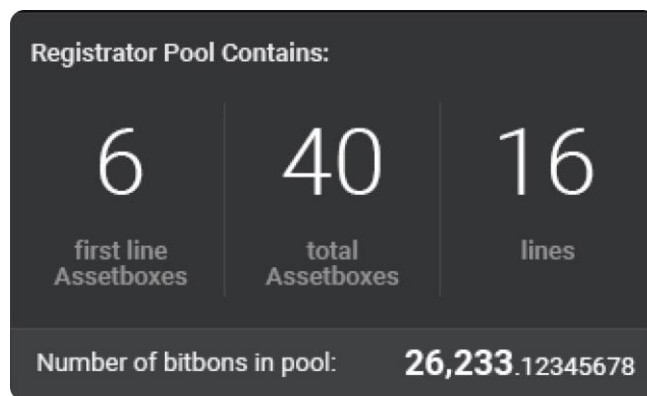 Registrator Pool Contains:
6
first line
Assetboxes
40
total
Assetboxes
16
lines
Number of bitbons in pool: 26,233.12345678